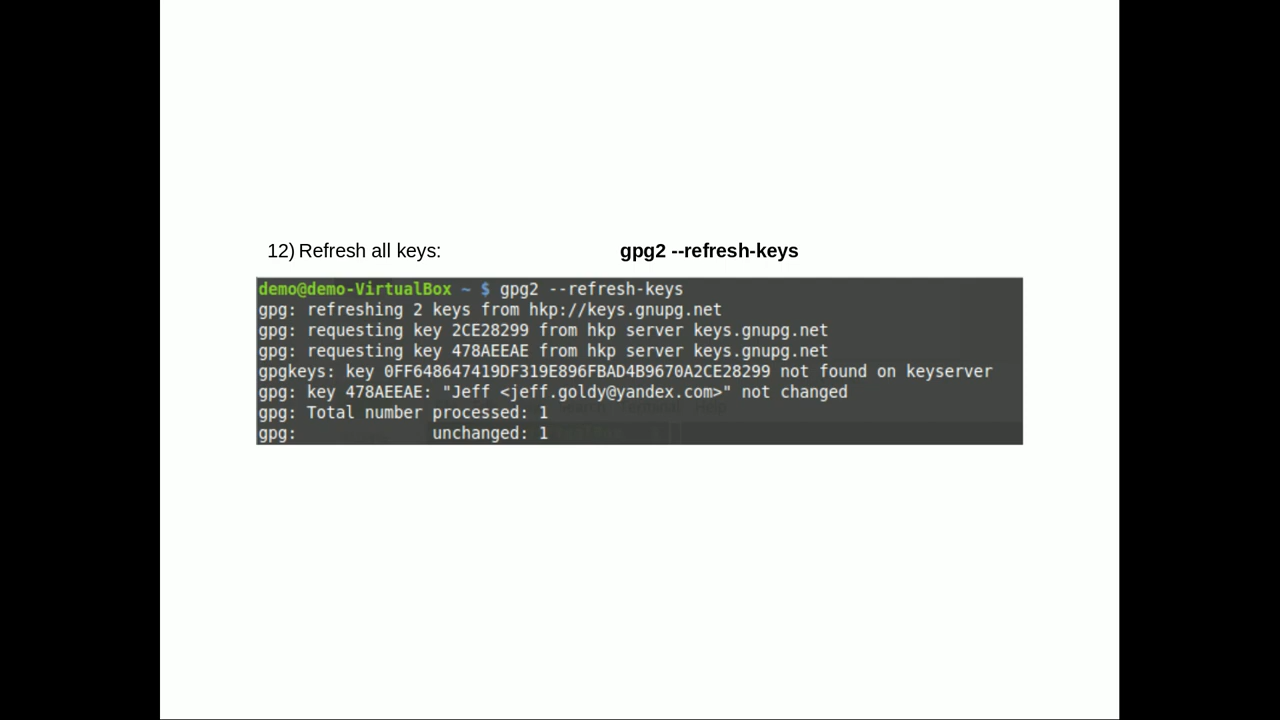 12) Refresh all keys: gpg2 --refresh-keys
demo@demo-VirtualBox ~ $ gpg2 --refresh-keys
gpg: refreshing 2 keys from hkp://keys.gnupg.net
gpg: requesting key 2CE28299 from hkp server keys.gnupg.net
gpg: requesting key 478AEEAE from hkp server keys.gnupg.net
gpgkeys: key 0FF648647419DF319E896FBAD4B9670A2CE28299 not found on keyserver
gpg: key 478AEEAE: "Jeff <jeff.goldy@yandex.com>" not changed
gpg: Total number processed: 1
gpg:              unchanged: 1